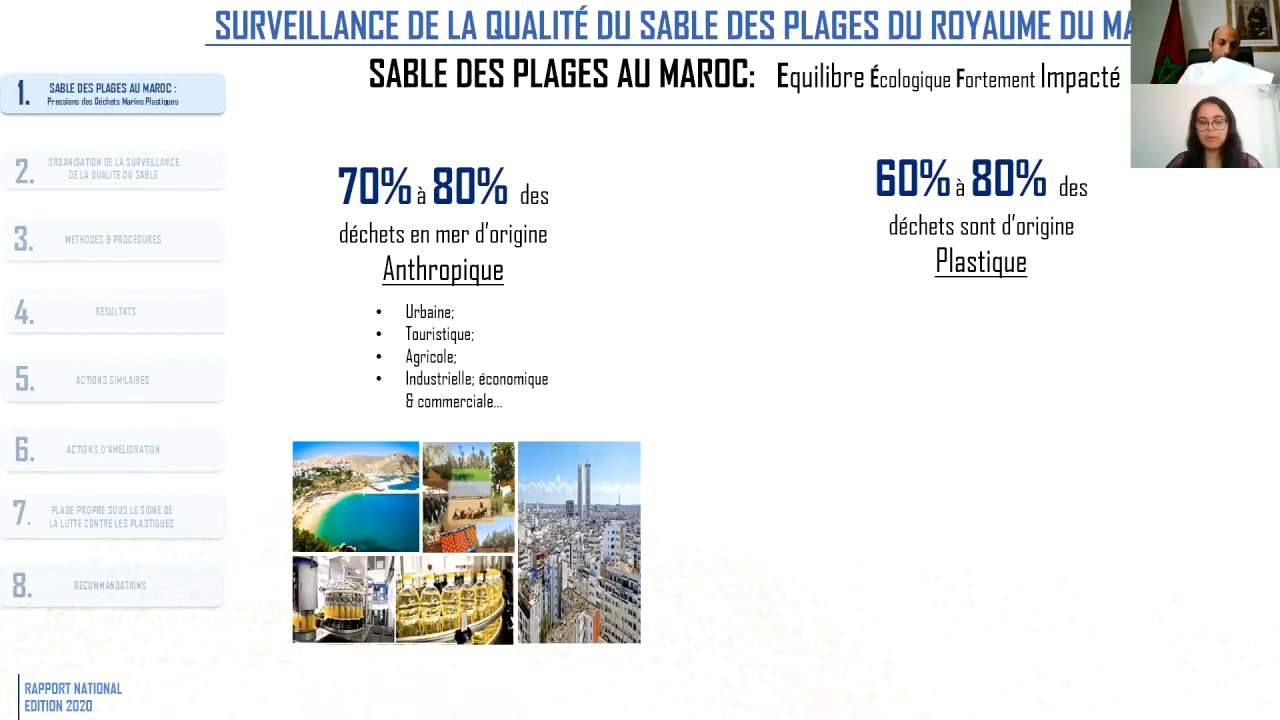 SURVEILLANCE DE LA QUALITÉ DU SABLE DES PLAGES DU ROYAUME DU MA
SABLE DES PLAGES AU MAROC: Equilibre Écologique Fortement Impacté
1. SABLE DES PLAGES AU MAROC :
Pressions des Déchets Marins Plastiques
2. ORGANISATION DE LA SURVEILLANCE
DE LA QUALITE DU SABLE
3. METHODES & PROCEDURES
4. RESULTATS
5. ACTIONS SIMILAIRES
6. ACTIONS D'AMELIORATION
7. PLAGE PROPRE SOUS LE SIGNE DE
LA LUTTE CONTRE LES PLASTIQUES
8. RECOMMANDATIONS
70% à 80% des
déchets en mer d'origine
Anthropique
• Urbaine;
• Touristique;
• Agricole;
• Industrielle; économique
& commerciale...
60% à 80% des
déchets sont d'origine
Plastique
RAPPORT NATIONAL
EDITION 2020